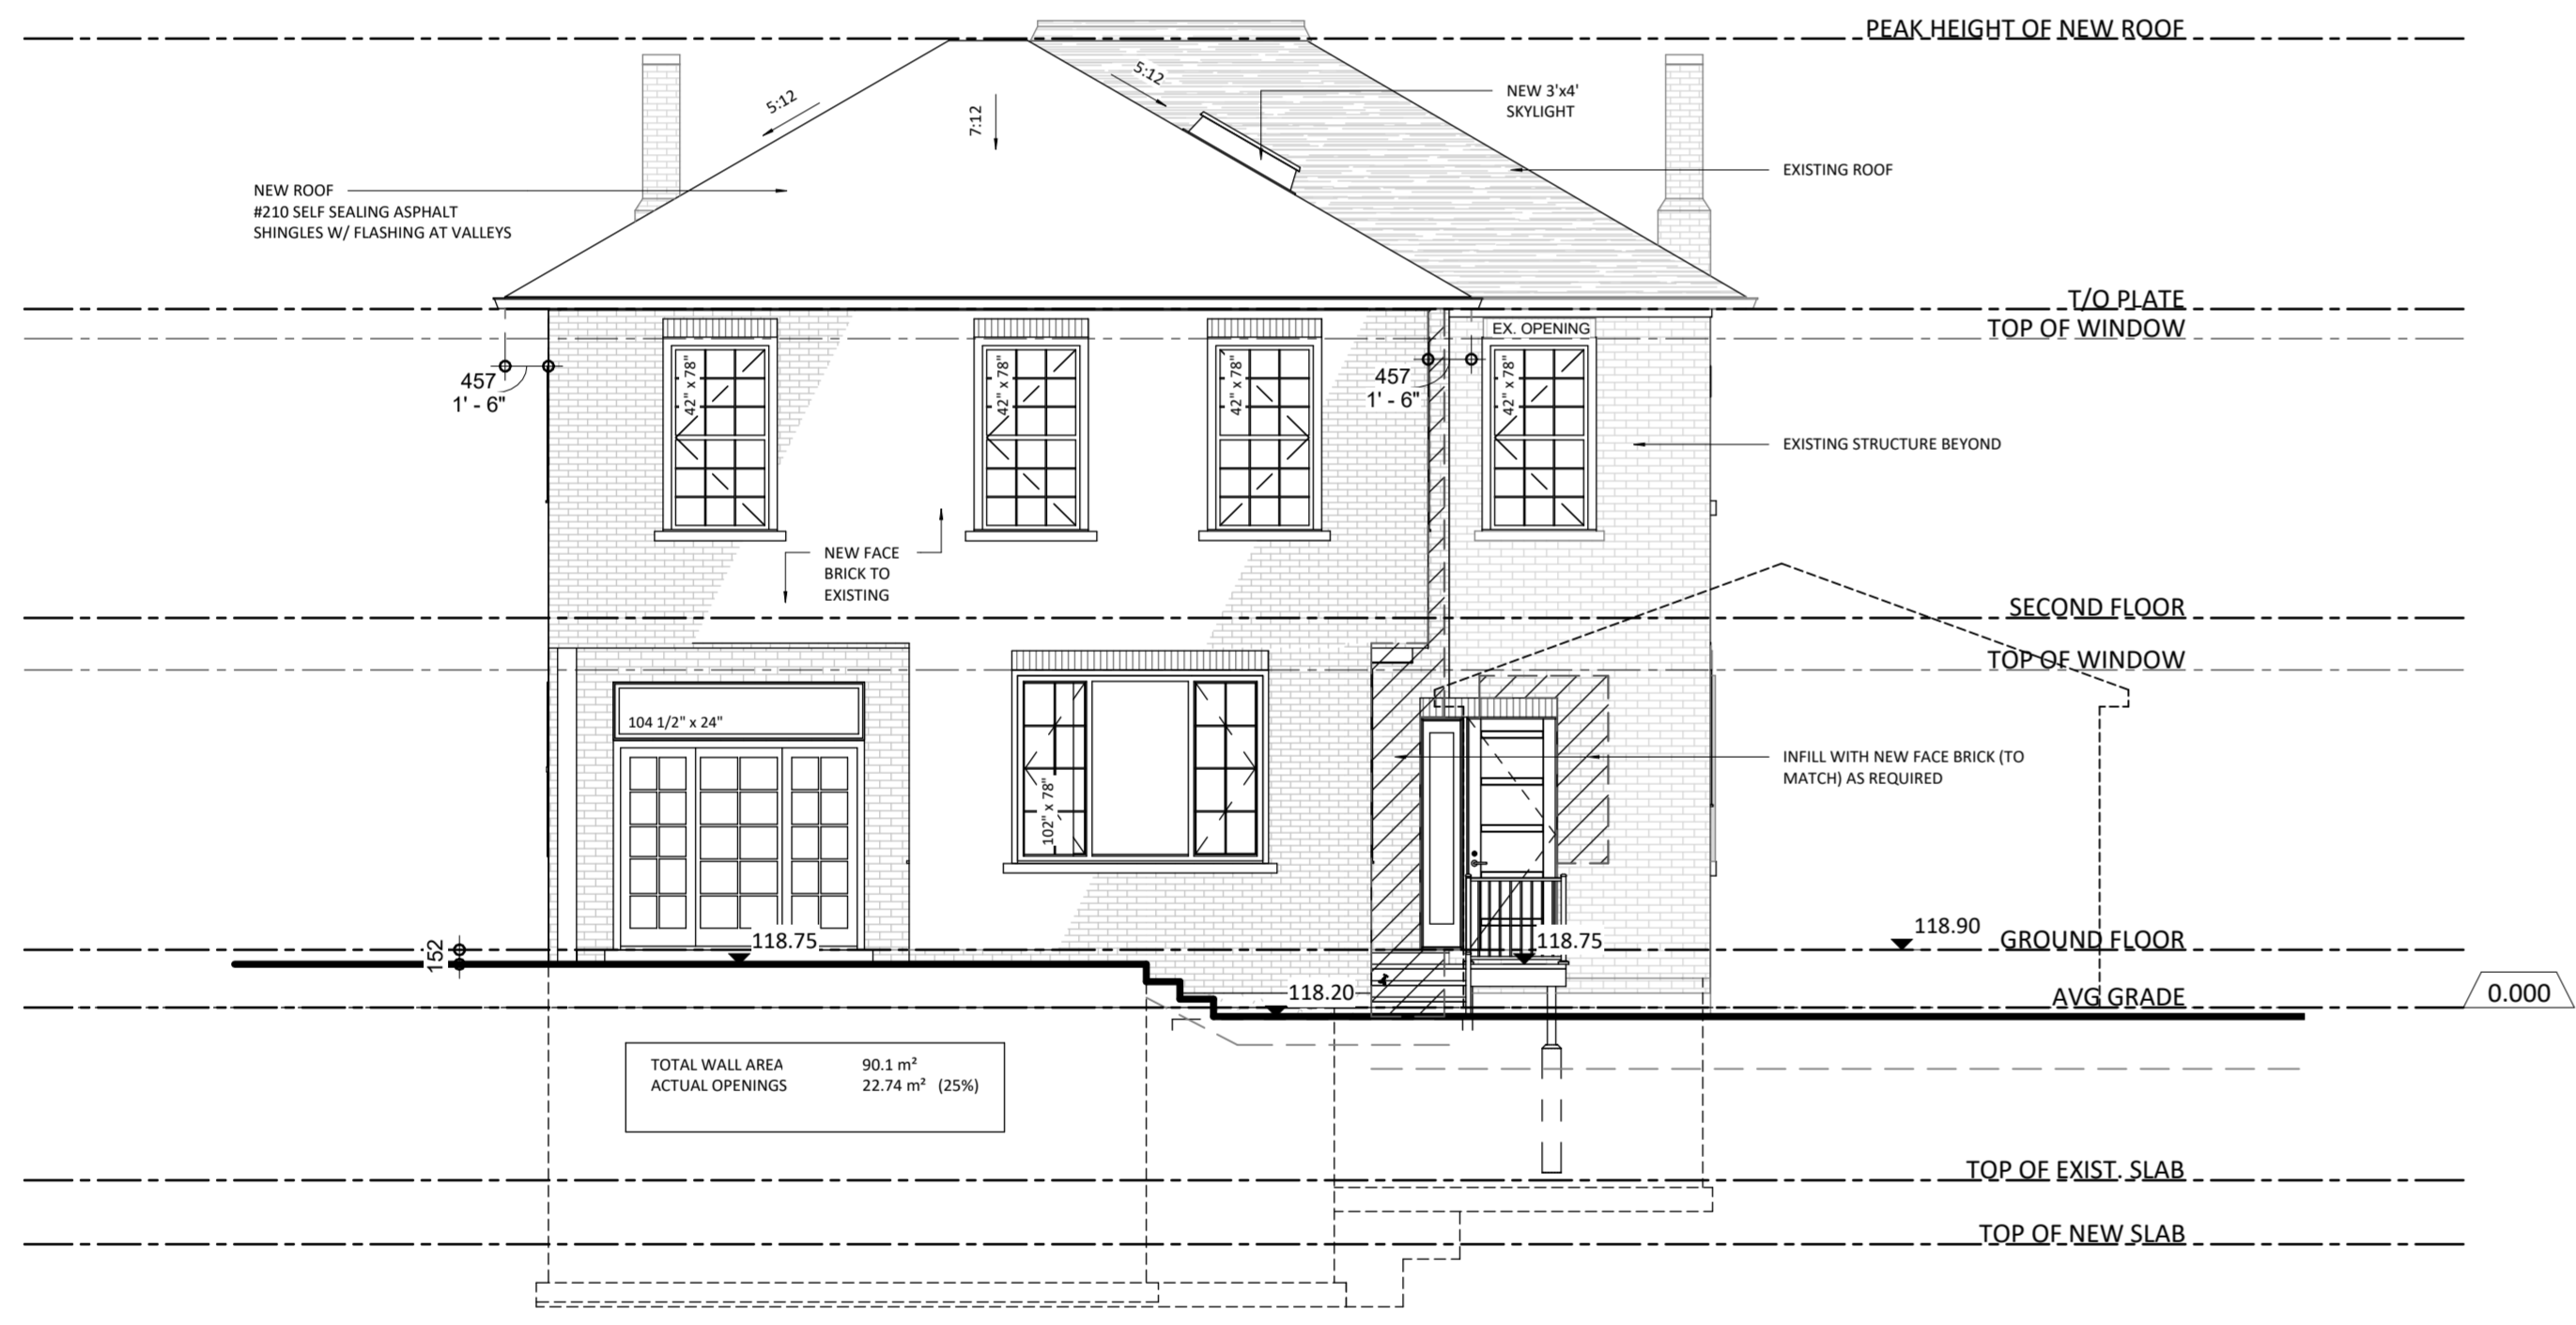 PEAK HEIGHT OF NEW ROOF
5:12
5:12
7:12
NEW 3'x4'
SKYLIGHT
EXISTING ROOF
NEW ROOF
#210 SELF SEALING ASPHALT
SHINGLES W/ FLASHING AT VALLEYS
T/O PLATE
TOP OF WINDOW
EX. OPENING
42" x 78"
42" x 78"
42" x 78"
42" x 78"
457
1' - 6"
457
1' - 6"
EXISTING STRUCTURE BEYOND
NEW FACE
BRICK TO
EXISTING
SECOND FLOOR
TOP OF WINDOW
104 1/2" x 24"
102" x 78"
INFILL WITH NEW FACE BRICK (TO
MATCH) AS REQUIRED
118.90
GROUND FLOOR
152
118.75
118.75
118.20
AVG GRADE
0.000
TOTAL WALL AREA 90.1 m²
ACTUAL OPENINGS 22.74 m² (25%)
TOP OF EXIST. SLAB
TOP OF NEW SLAB